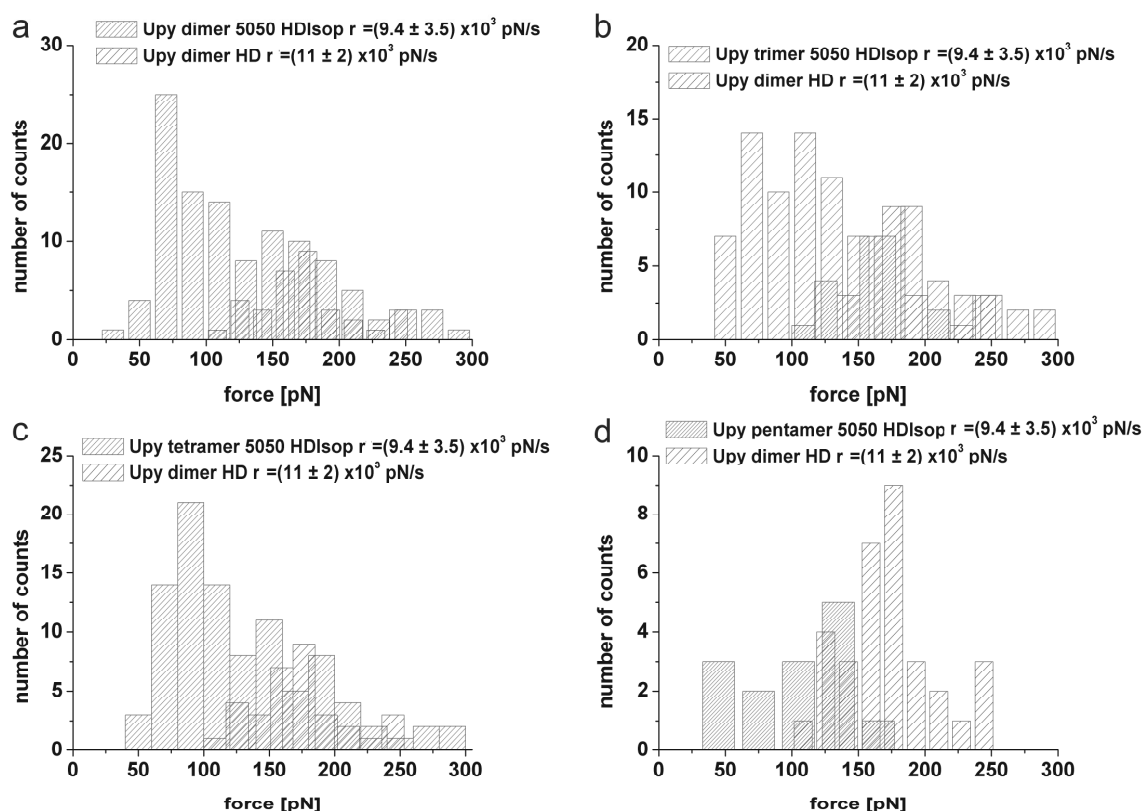 a
Upy dimer 5050 HDIsop r =(9.4 ± 3.5) x10³ pN/s
Upy dimer HD r =(11 ± 2) x10³ pN/s
30
20
10
0
number of counts
0 50 100 150 200 250 300
force [pN]
b
Upy trimer 5050 HDIsop r =(9.4 ± 3.5) x10³ pN/s
Upy dimer HD r =(11 ± 2) x10³ pN/s
20
15
10
5
0
number of counts
0 50 100 150 200 250 300
force [pN]
c
Upy tetramer 5050 HDIsop r =(9.4 ± 3.5) x10³ pN/s
Upy dimer HD r =(11 ± 2) x10³ pN/s
25
20
15
10
5
0
number of counts
0 50 100 150 200 250 300
force [pN]
d
Upy pentamer 5050 HDIsop r =(9.4 ± 3.5) x10³ pN/s
Upy dimer HD r =(11 ± 2) x10³ pN/s
10
8
6
4
2
0
number of counts
0 50 100 150 200 250 300
force [pN]